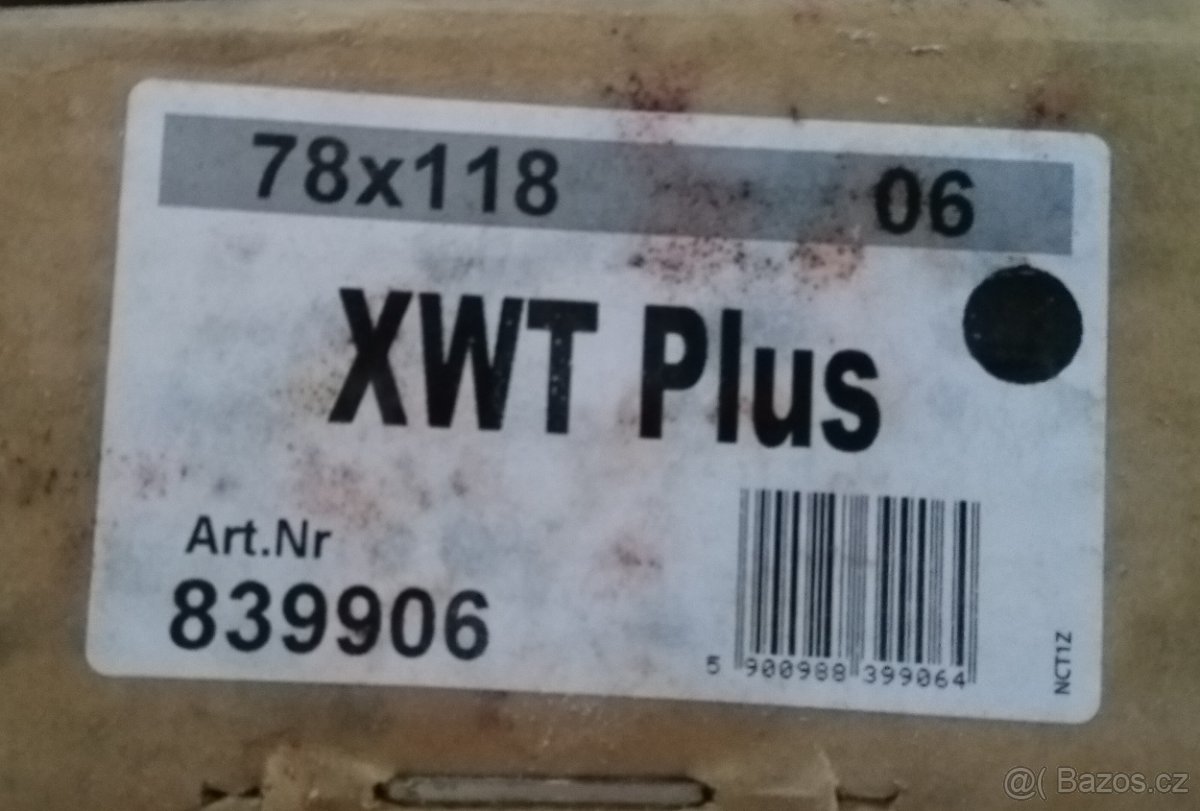 78x118 06
XWT Plus
Art.Nr
839906
5 900988 399064
NCT1Z
@( Bazos.cz